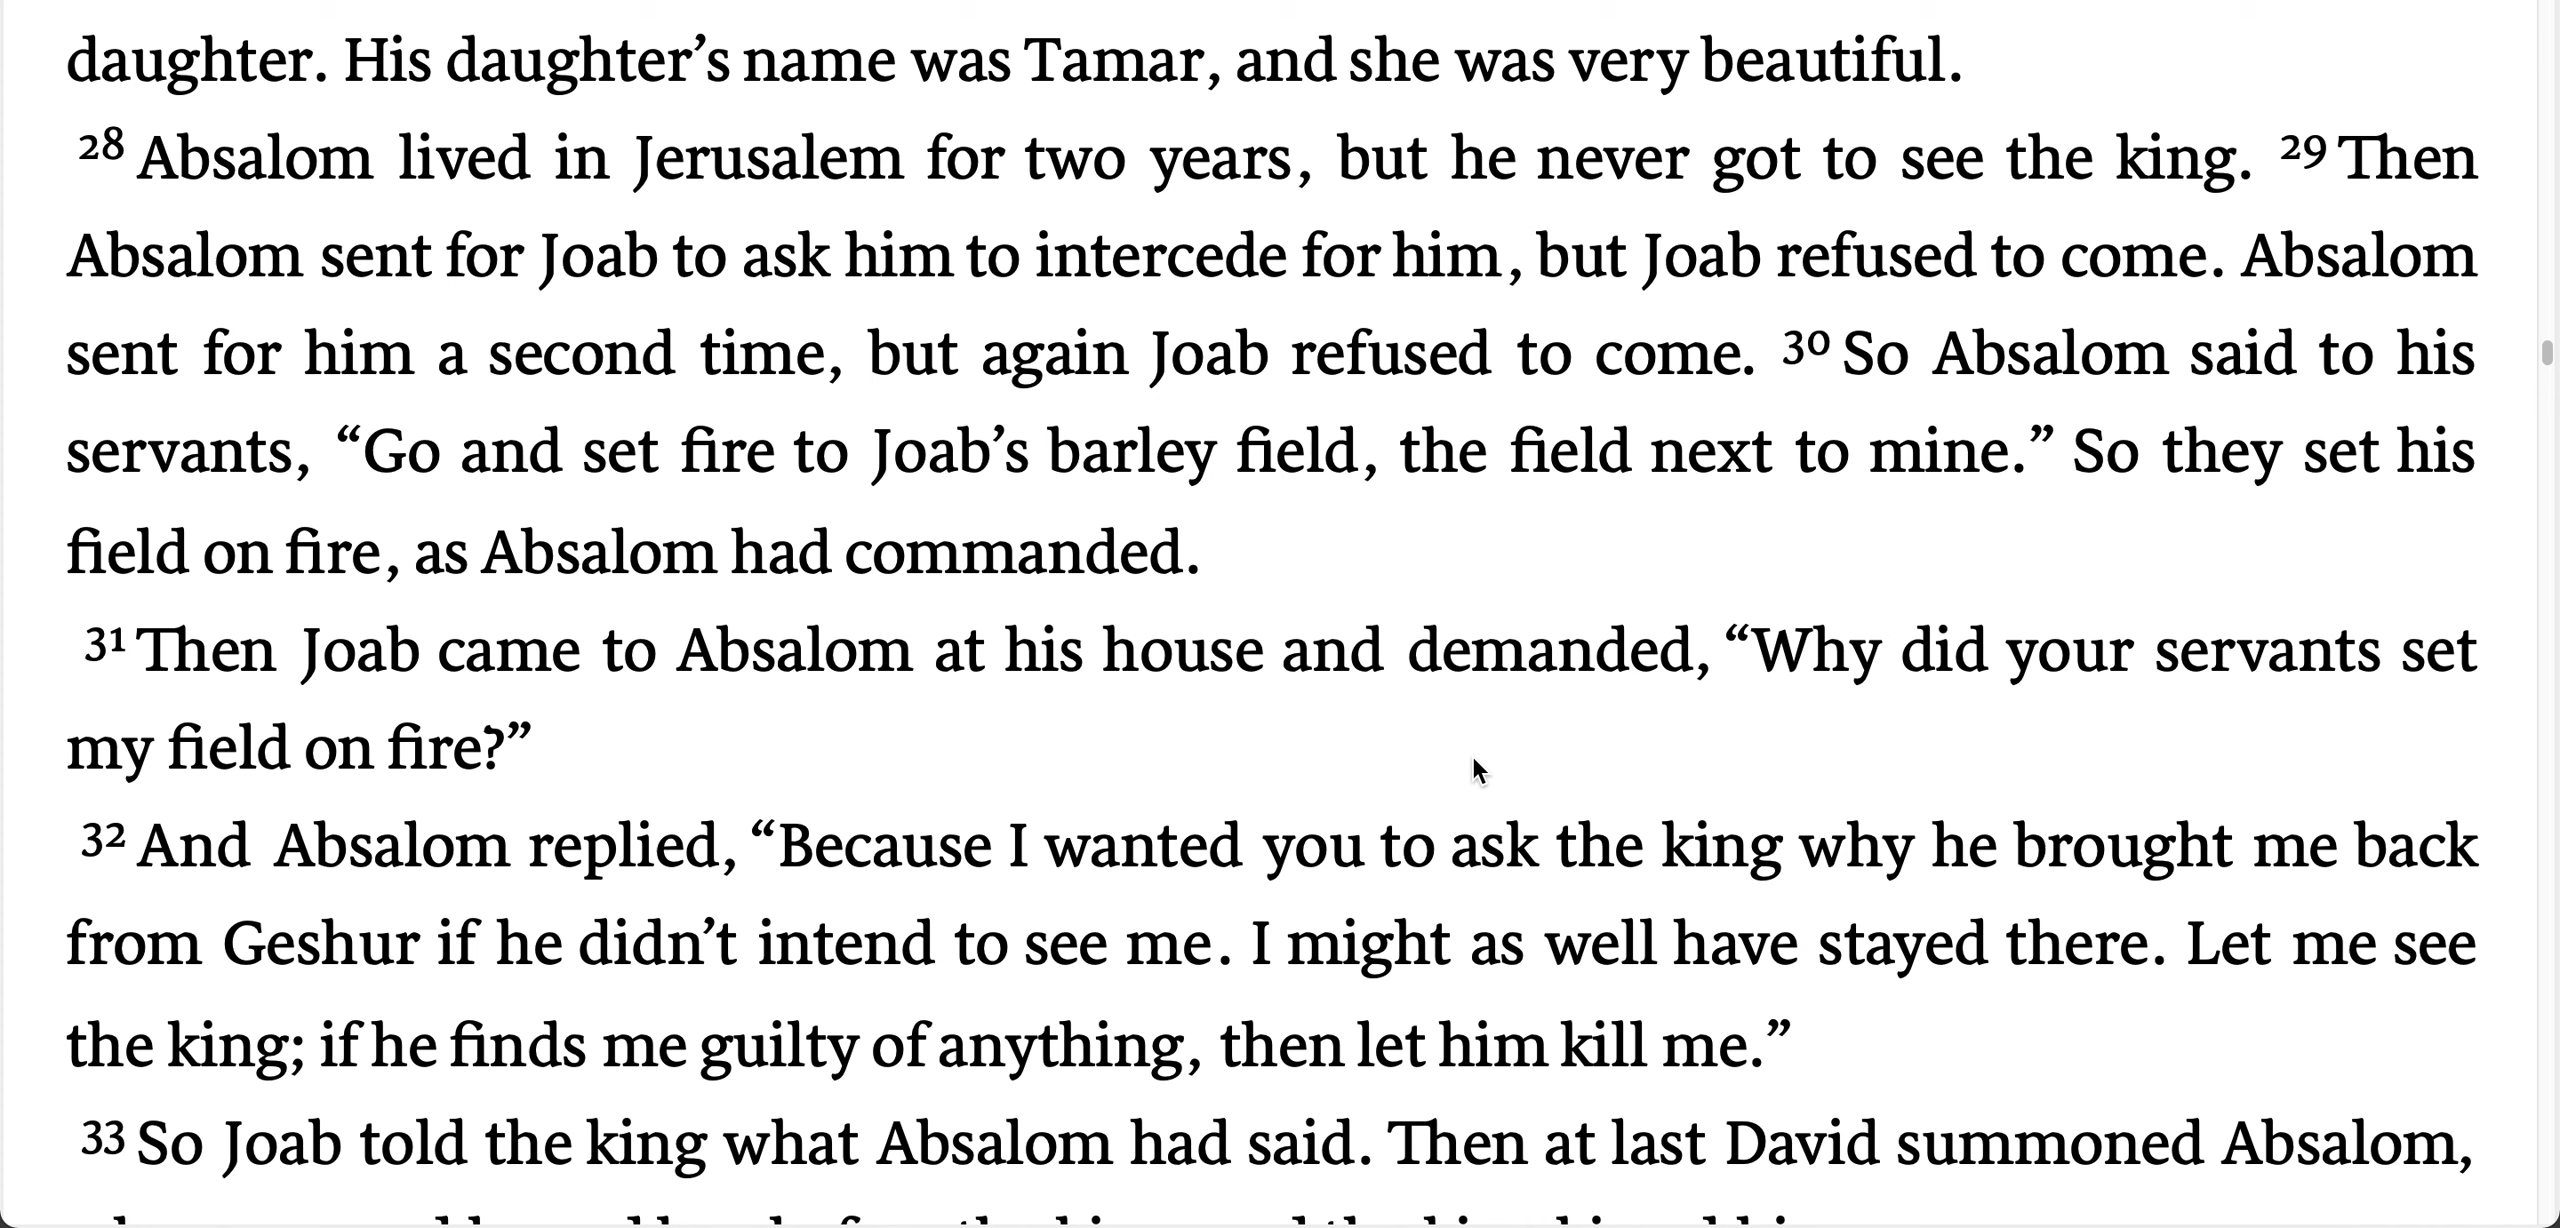 daughter. His daughter’s name was Tamar, and she was very beautiful.
28 Absalom lived in Jerusalem for two years, but he never got to see the king. 29 Then
Absalom sent for Joab to ask him to intercede for him, but Joab refused to come. Absalom
sent for him a second time, but again Joab refused to come. 30 So Absalom said to his
servants, “Go and set fire to Joab’s barley field, the field next to mine.” So they set his
field on fire, as Absalom had commanded.
31 Then Joab came to Absalom at his house and demanded, “Why did your servants set
my field on fire?”
32 And Absalom replied, “Because I wanted you to ask the king why he brought me back
from Geshur if he didn’t intend to see me. I might as well have stayed there. Let me see
the king; if he finds me guilty of anything, then let him kill me.”
33 So Joab told the king what Absalom had said. Then at last David summoned Absalom,